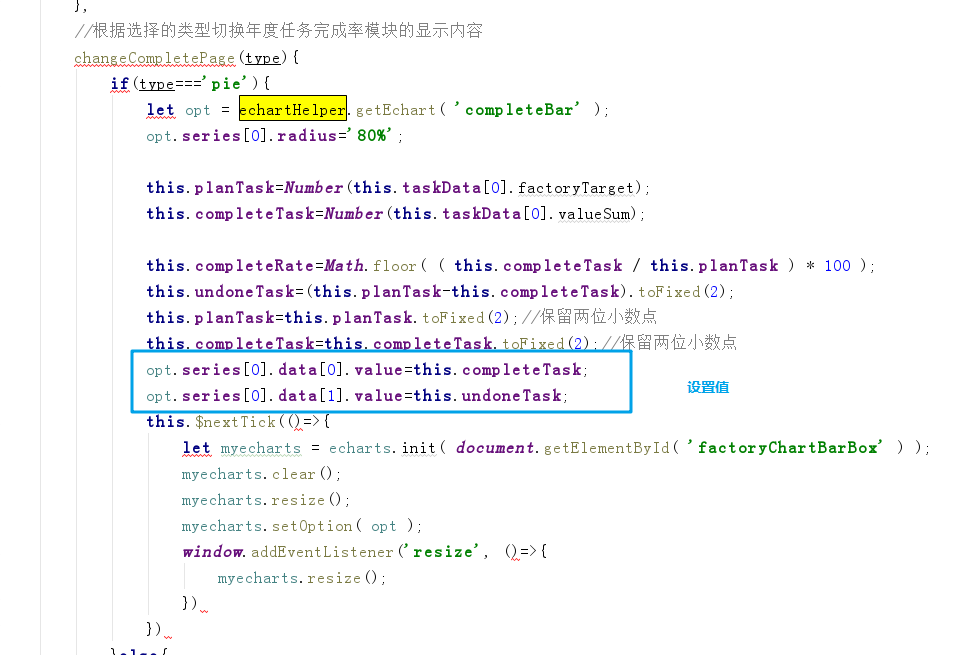 },
//根据选择的类型切换年度任务完成率模块的显示内容
changeCompletePage(type){
if(type==='pie'){
let opt = echartHelper.getEchart( 'completeBar' );
opt.series[0].radius='80%';
this.planTask=Number(this.taskData[0].factoryTarget);
this.completeTask=Number(this.taskData[0].valueSum);
this.completeRate=Math.floor( ( this.completeTask / this.planTask ) * 100 );
this.undoneTask=(this.planTask-this.completeTask).toFixed(2);
this.planTask=this.planTask.toFixed(2);//保留两位小数点
this.completeTask=this.completeTask.toFixed(2);//保留两位小数点
opt.series[0].data[0].value=this.completeTask;
设置值
opt.series[0].data[1].value=this.undoneTask;
this.$nextTick(()=>{
let myecharts = echarts.init( document.getElementById( 'factoryChartBarBox' ) );
myecharts.clear();
myecharts.resize();
myecharts.setOption( opt );
window.addEventListener('resize', ()=>{
myecharts.resize();
})
})
}else{